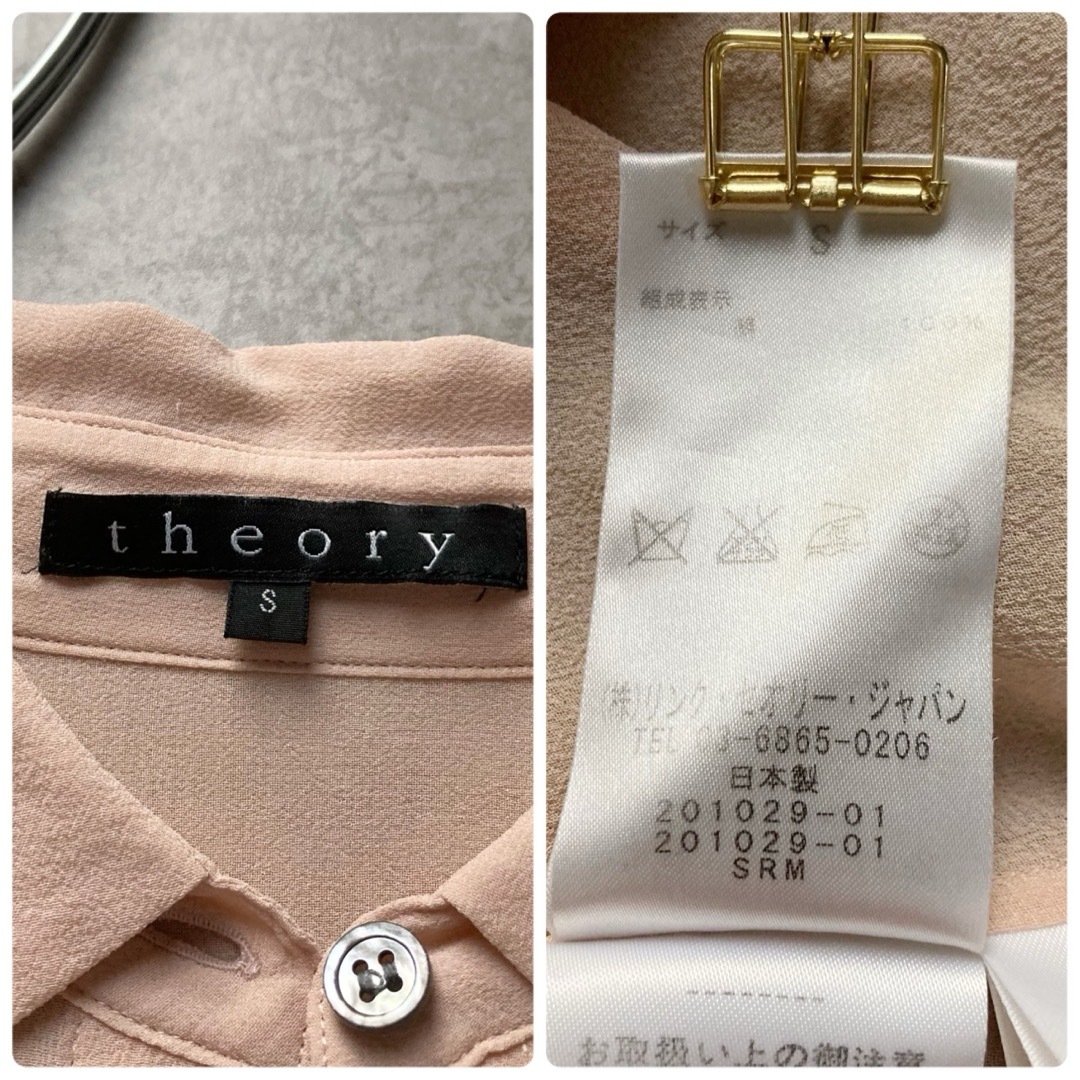 theory
S
サイズ S
組成表示
絹 100%
(株)リンク・セオリー・ジャパン
TEL 03-6865-0206
日本製
201029-01
201029-01
SRM
--------
お取扱い上の御注意